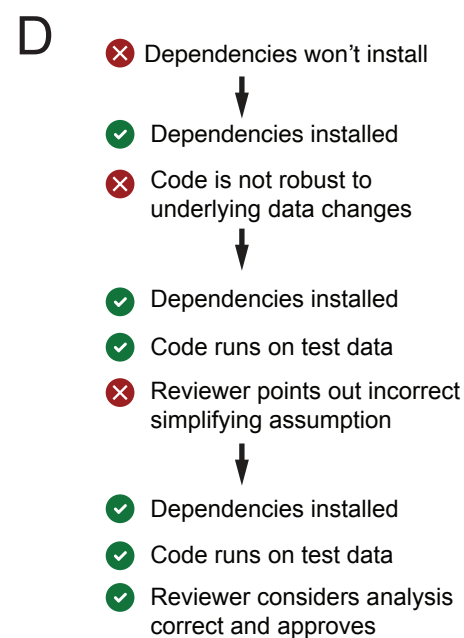 D
Dependencies won't install
Dependencies installed
Code is not robust to
underlying data changes
Dependencies installed
Code runs on test data
Reviewer points out incorrect
simplifying assumption
Dependencies installed
Code runs on test data
Reviewer considers analysis
correct and approves